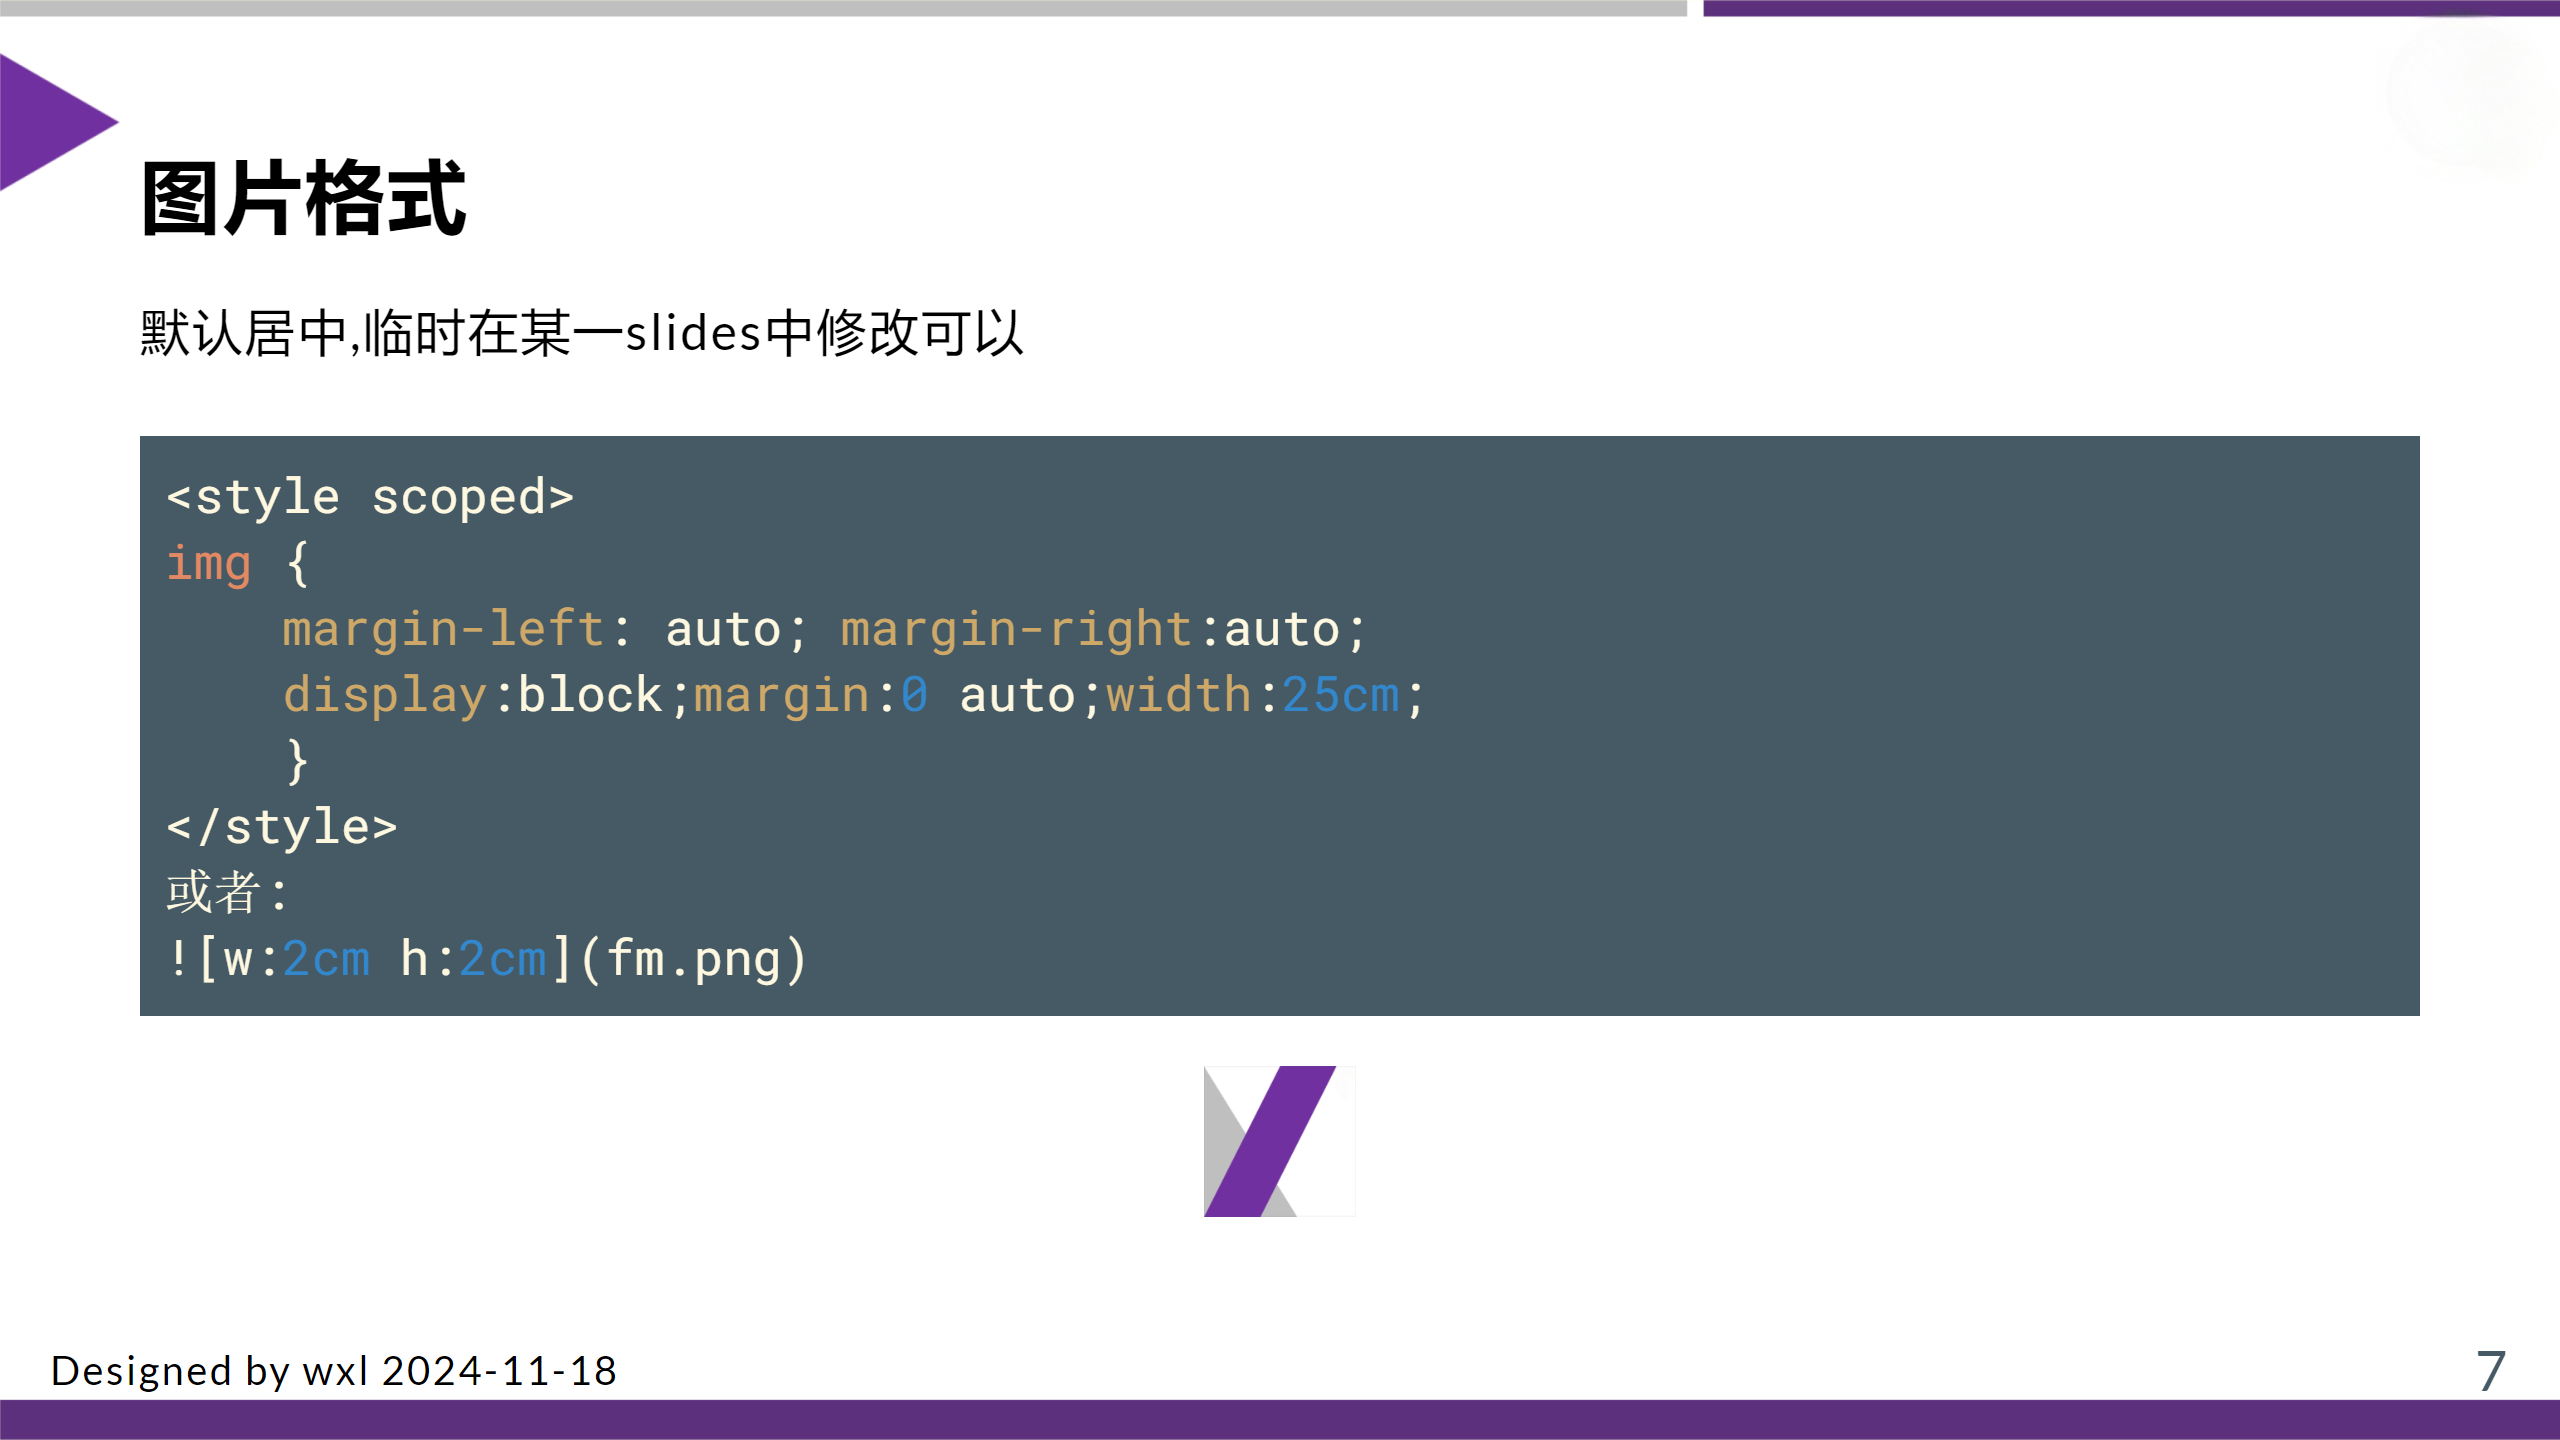 图片格式
默认居中,临时在某一slides中修改可以
<style scoped>
img {
    margin-left: auto; margin-right:auto;
    display:block;margin:0 auto;width:25cm;
    }
</style>
或者：
![w:2cm h:2cm](fm.png)
Designed by wxl 2024-11-18
7